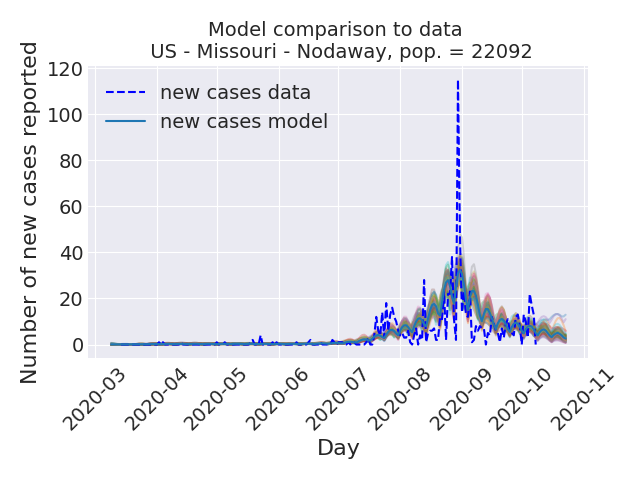 Model comparison to data
US - Missouri - Nodaway, pop. = 22092
Number of new cases reported
120
100
80
60
40
20
0
new cases data
new cases model
2020-03
2020-04
2020-05
2020-06
2020-07
2020-08
2020-09
2020-10
2020-11
Day